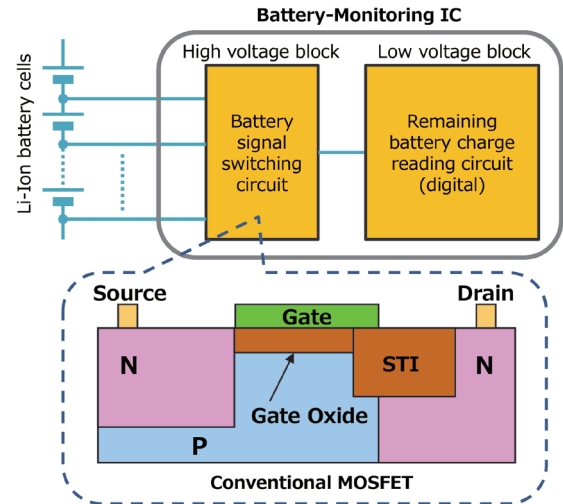 Battery-Monitoring IC
High voltage block
Low voltage block
Li-Ion battery cells
Battery
signal
switching
circuit
Remaining
battery charge
reading circuit
(digital)
Source
Drain
Gate
N
STI
N
Gate Oxide
P
Conventional MOSFET